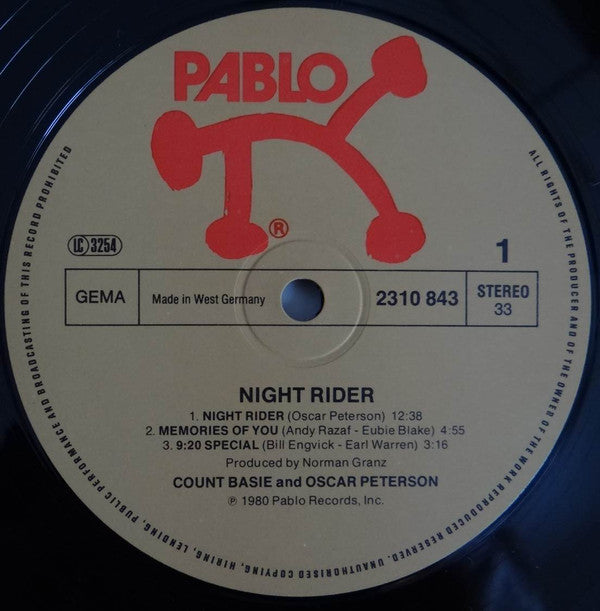 PABLO
®
LC 3254
1
GEMA
Made in West Germany
2310 843
STEREO
33
NIGHT RIDER
1. NIGHT RIDER (Oscar Peterson) 12:38
2. MEMORIES OF YOU (Andy Razaf - Eubie Blake) 4:55
3. 9:20 SPECIAL (Bill Engvick - Earl Warren) 3:16
Produced by Norman Granz
COUNT BASIE and OSCAR PETERSON
℗ 1980 Pablo Records, Inc.
ALL RIGHTS OF THE PRODUCER AND OF THE OWNER OF THE WORK REPRODUCED RESERVED. UNAUTHORISED COPYING, HIRING, LENDING, PUBLIC PERFORMANCE AND BROADCASTING OF THIS RECORD PROHIBITED